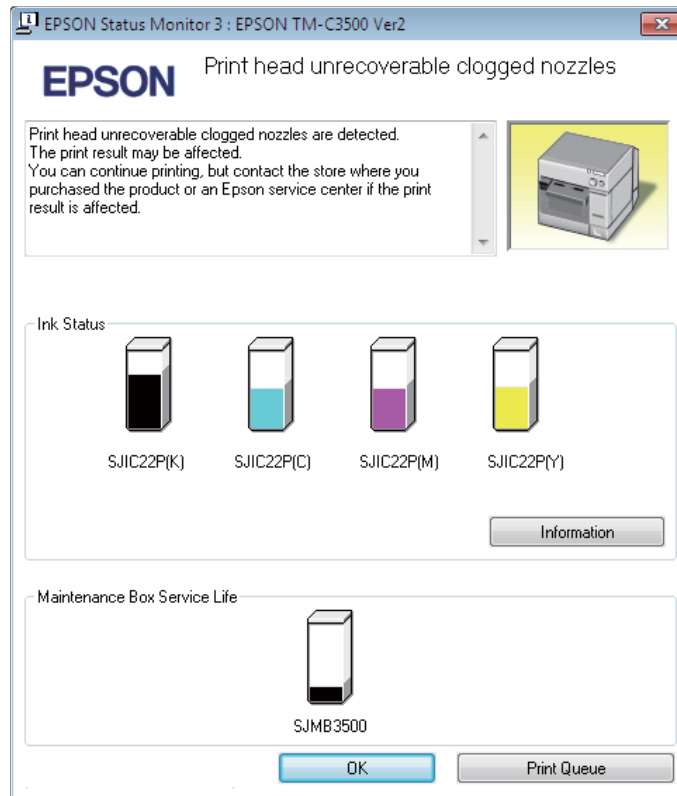 EPSON Status Monitor 3 : EPSON TM-C3500 Ver2
EPSON
Print head unrecoverable clogged nozzles
Print head unrecoverable clogged nozzles are detected.
The print result may be affected.
You can continue printing, but contact the store where you
purchased the product or an Epson service center if the print
result is affected.
Ink Status
SJIC22P(K)
SJIC22P(C)
SJIC22P(M)
SJIC22P(Y)
Information
Maintenance Box Service Life
SJMB3500
OK
Print Queue